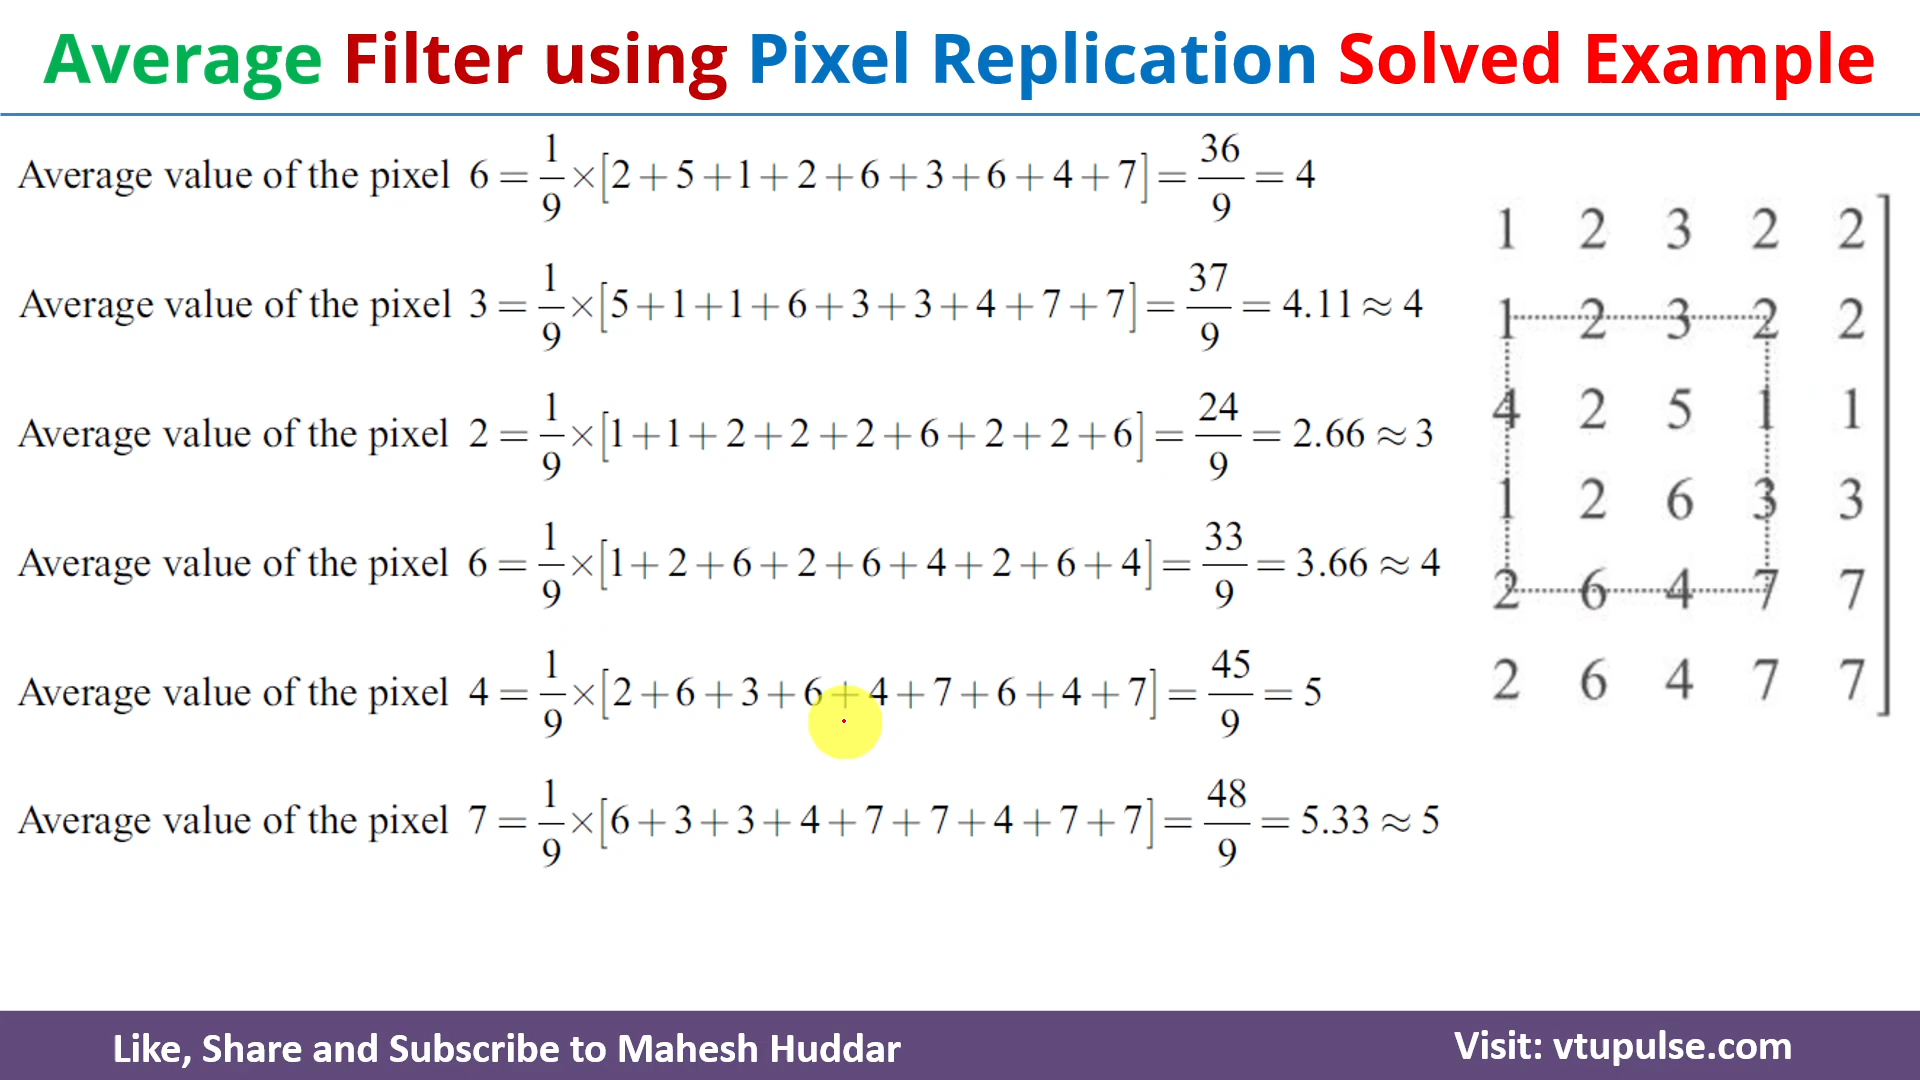 Average Filter using Pixel Replication Solved Example
Average value of the pixel 6 = 1/9 × [2+5+1+2+6+3+6+4+7] = 36/9 = 4
Average value of the pixel 3 = 1/9 × [5+1+1+6+3+3+4+7+7] = 37/9 = 4.11 ≈ 4
Average value of the pixel 2 = 1/9 × [1+1+2+2+2+6+2+2+6] = 24/9 = 2.66 ≈ 3
Average value of the pixel 6 = 1/9 × [1+2+6+2+6+4+2+6+4] = 33/9 = 3.66 ≈ 4
Average value of the pixel 4 = 1/9 × [2+6+3+6+4+7+6+4+7] = 45/9 = 5
Average value of the pixel 7 = 1/9 × [6+3+3+4+7+7+4+7+7] = 48/9 = 5.33 ≈ 5
1 2 3 2 2
1 2 3 2 2
4 2 5 1 1
1 2 6 3 3
2 6 4 7 7
2 6 4 7 7
Like, Share and Subscribe to Mahesh Huddar
Visit: vtupulse.com